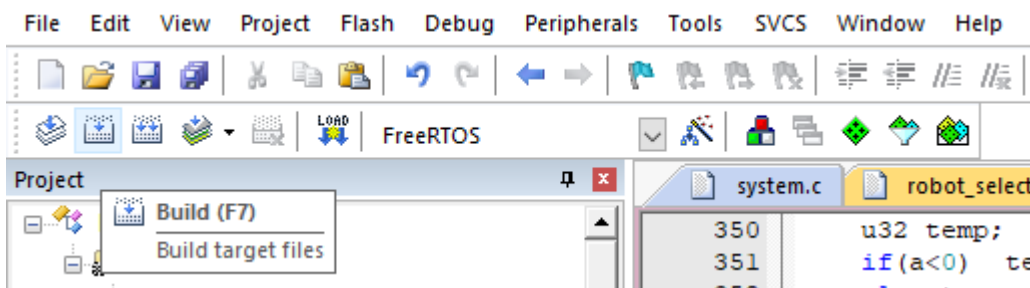 File Edit View Project Flash Debug Peripherals Tools SVCS Window Help
LOAD
FreeRTOS
Project
system.c
robot_select
Build (F7)
Build target files
350 u32 temp;
351 if(a<0) te